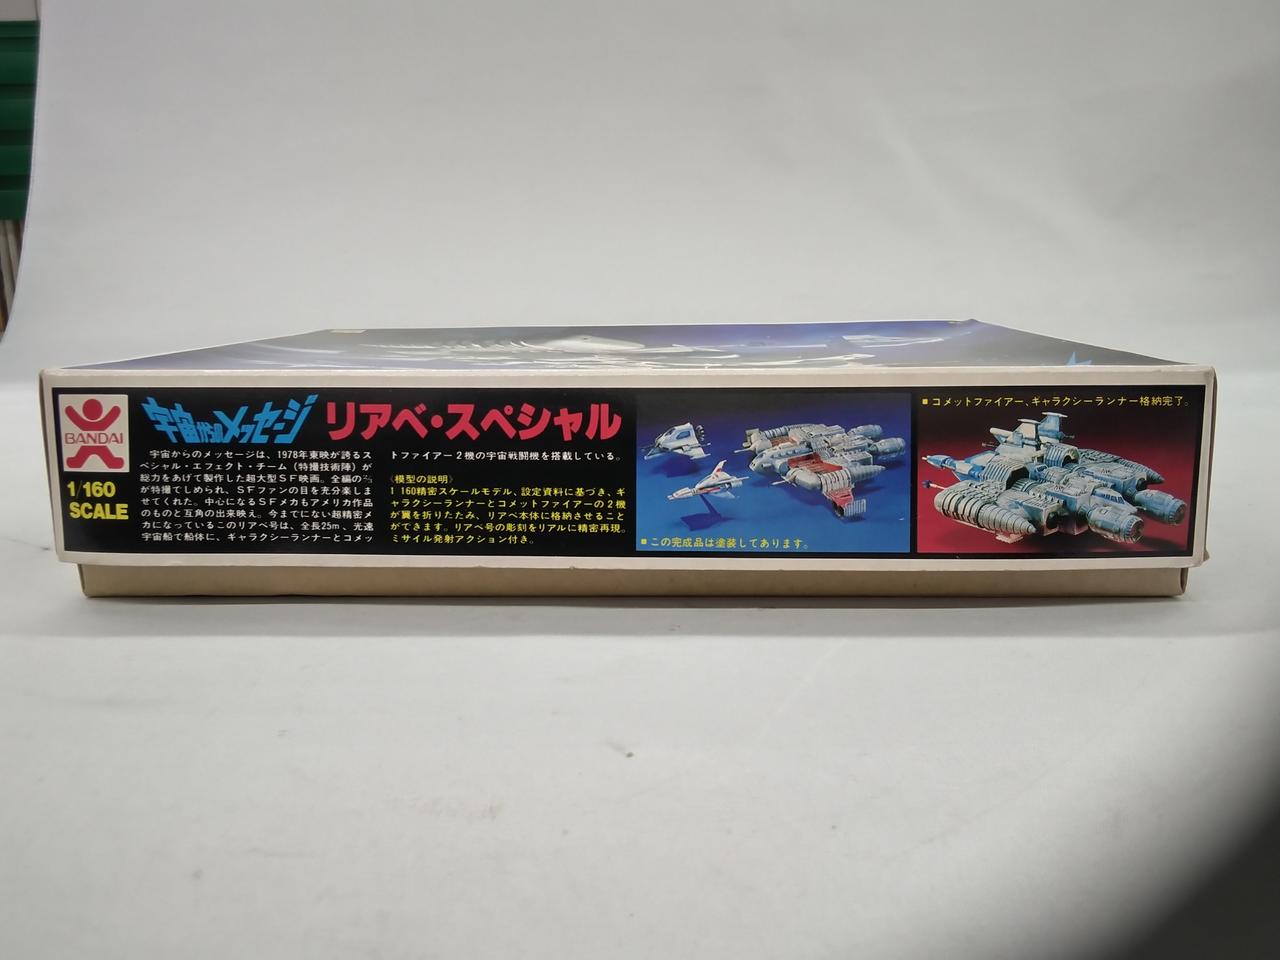 BANDAI
1/160
SCALE
宇宙からのメッセージ リアベ・スペシャル
宇宙からのメッセージは、1978年東映が誇るス
ペシャル・エフェクト・チーム(特撮技術陣)が
総力をあげて製作した超大型SF映画。全編の⅔
が特撮でしめられ、SFファンの目を充分楽しま
せてくれた。中心になるSFメカもアメリカ作品
のものと互角の出来映え。今までにない超精密メ
カになっているこのリアベ号は、全長25m、光速
宇宙船で船体に、ギャラクシーランナーとコメッ
トファイアー2機の宇宙戦闘機を搭載している。
《模型の説明》
1/160精密スケールモデル、設定資料に基づき、ギ
ャラクシーランナーとコメットファイアーの2機
が翼を折りたたみ、リアベ本体に格納させること
ができます。リアベ号の彫刻をリアルに精密再現。
ミサイル発射アクション付き。
■この完成品は塗装してあります。
■コメットファイアー、ギャラクシーランナー格納完了。